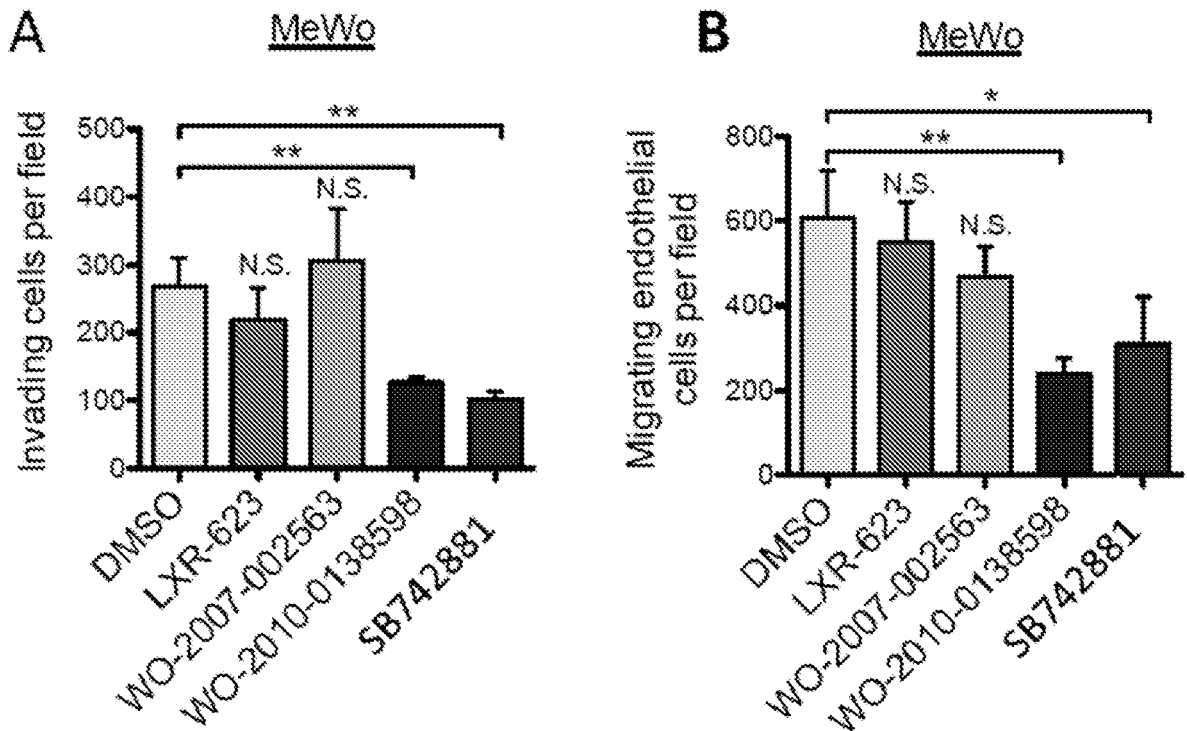 A
MeWo
Invading cells per field
500
400
300
200
100
0
**
**
N.S.
N.S.
DMSO
LXR-623
WO-2007-002563
WO-2010-0138598
SB742881
B
MeWo
Migrating endothelial
cells per field
800
600
400
200
0
*
**
N.S.
N.S.
DMSO
LXR-623
WO-2007-002563
WO-2010-0138598
SB742881